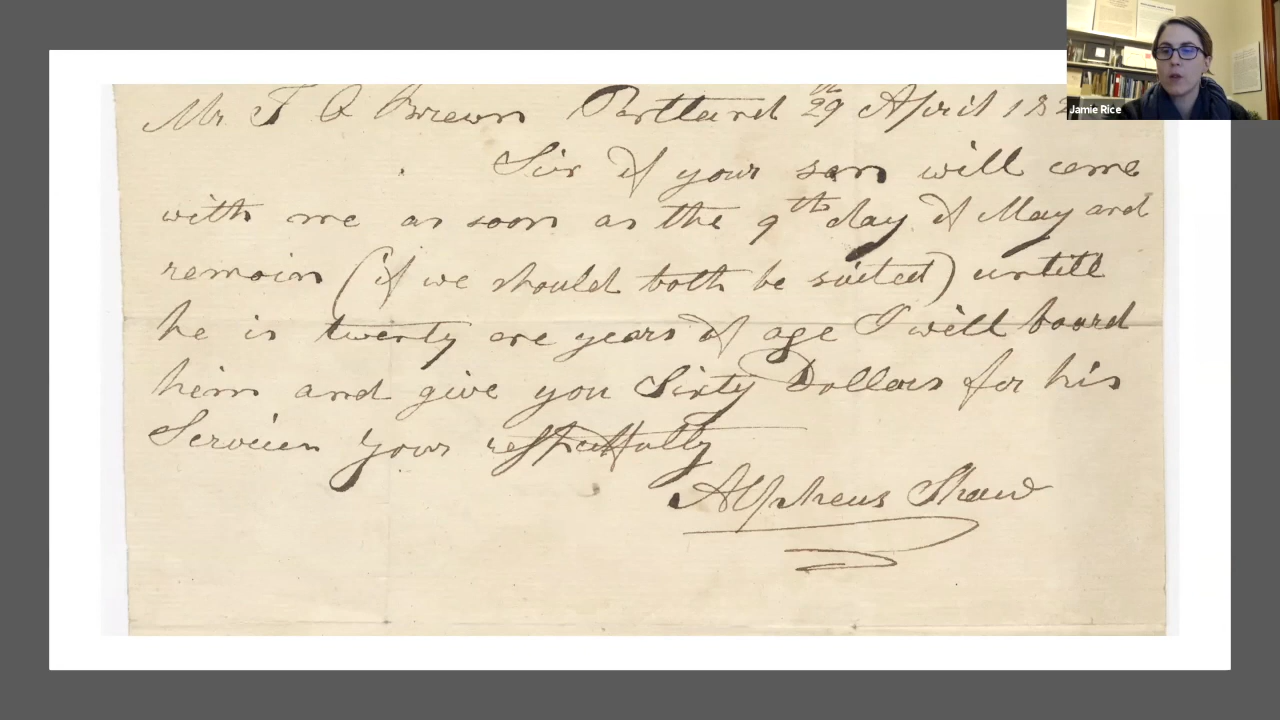 Mr T O Brown Portland 29th April 182
Sir if your son will come
with me as soon as the 9th day of May and
remain (if we should both be suited) untill
he is twenty one years of age I will board
him and give you Sixty Dollars for his
Services yours respectfully
Alpheus Shaw
Jamie Rice